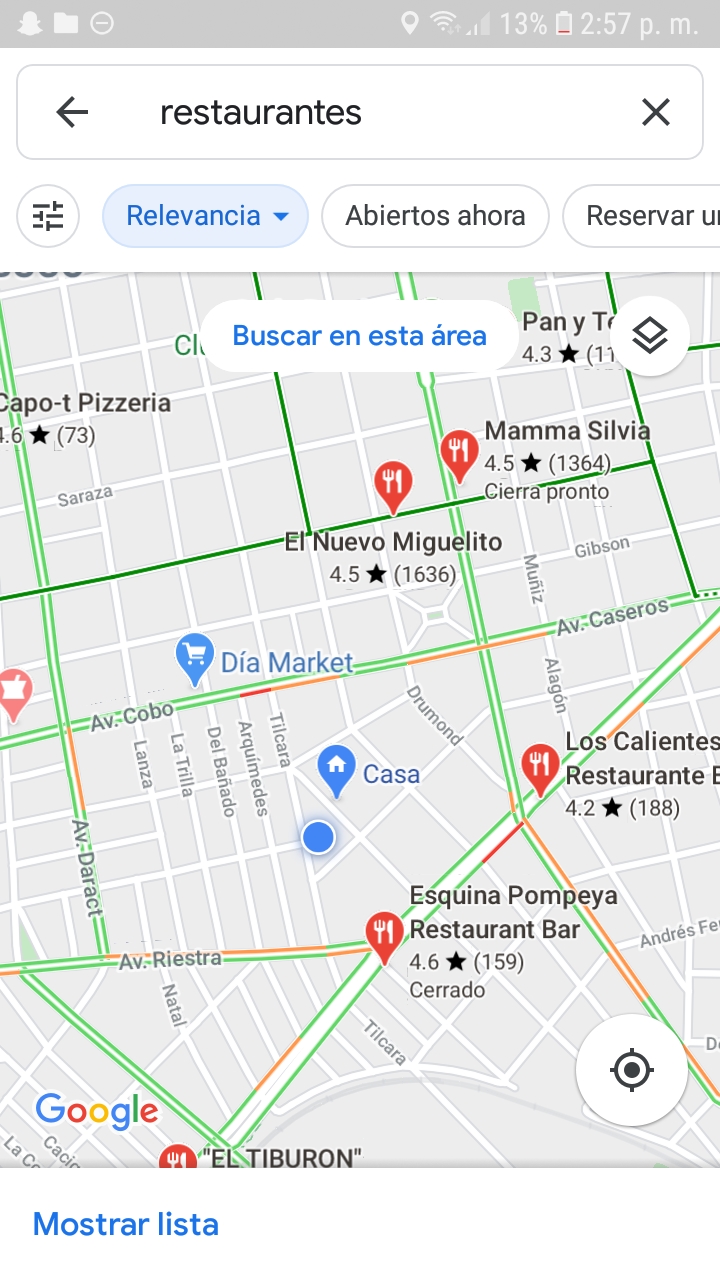 13% 2:57 p. m.
restaurantes
Relevancia
Abiertos ahora
Reservar un
Buscar en esta área
Pan y Te
4.3 ★ (11
Capo-t Pizzeria
4.6 ★ (73)
Mamma Silvia
4.5 ★ (1364)
Cierra pronto
Saraza
El Nuevo Miguelito
4.5 ★ (1636)
Gibson
Muñiz
Av. Caseros
Día Market
Av. Cobo
Alagón
Drumond
Tilcara
Arquímedes
Del Bañado
La Trilla
Lanza
Casa
Los Calientes
Restaurante B
4.2 ★ (188)
Av. Daract
Esquina Pompeya
Restaurant Bar
4.6 ★ (159)
Cerrado
Andrés Fe
Av. Riestra
Natal
Tilcara
Google
"EL TIBURON"
Mostrar lista